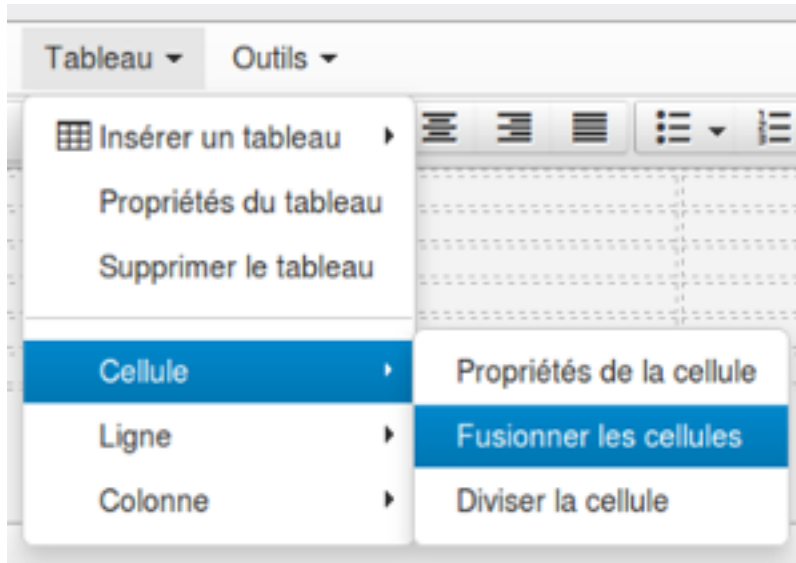 Tableau Outils
Insérer un tableau
Propriétés du tableau
Supprimer le tableau
Cellule
Propriétés de la cellule
Ligne
Fusionner les cellules
Colonne
Diviser la cellule